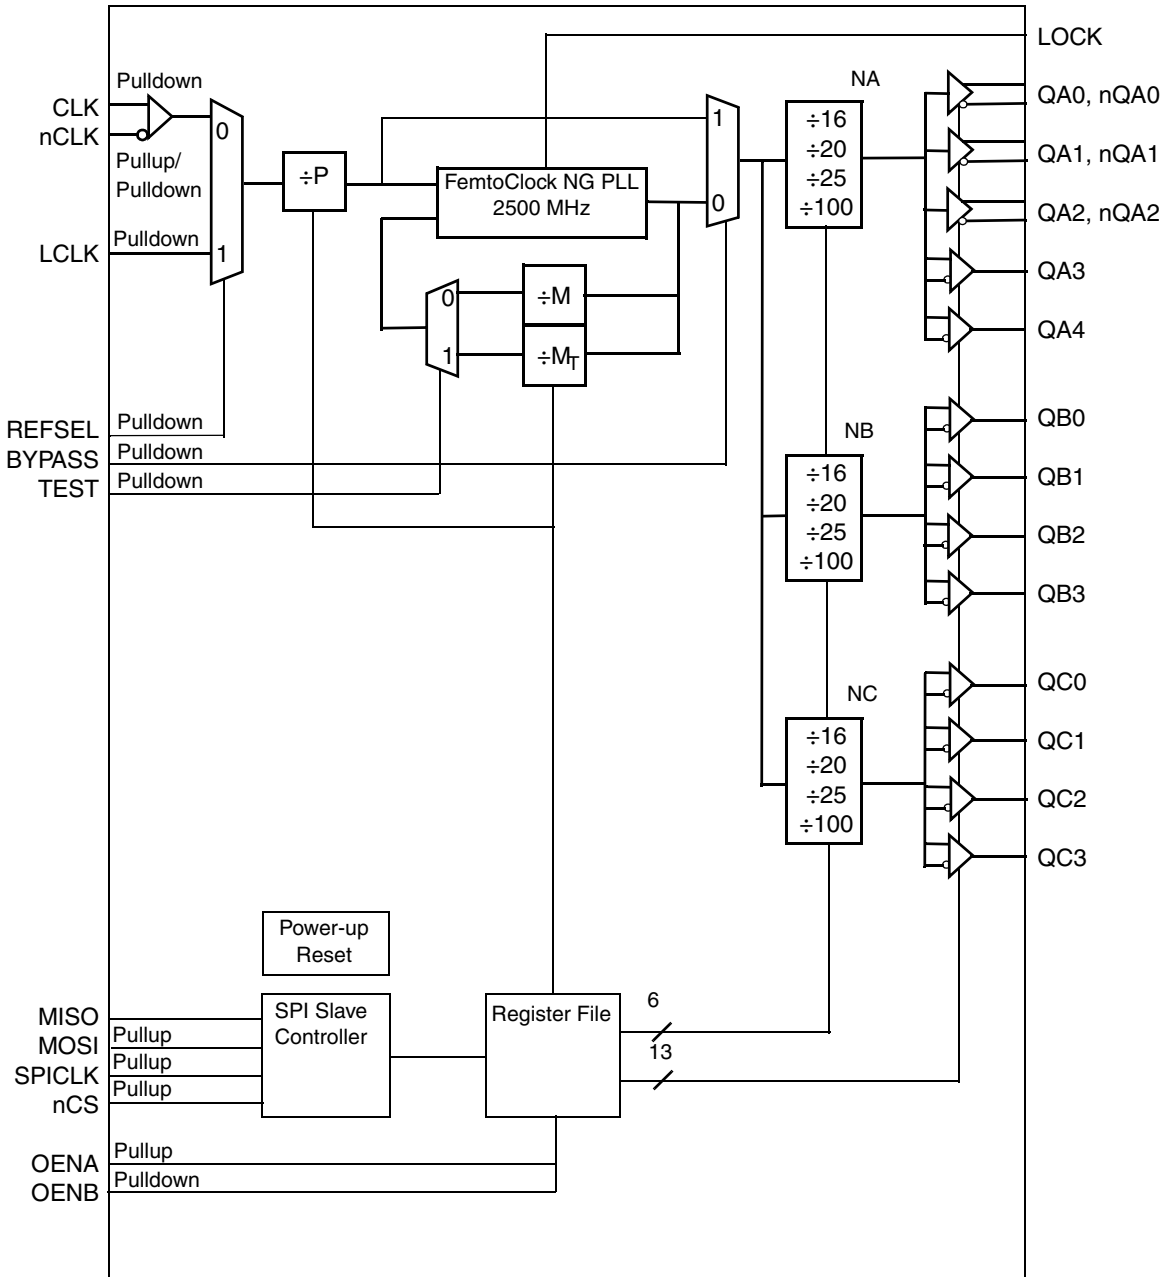 LOCK
Pulldown
CLK
nCLK
Pullup/
Pulldown
Pulldown
LCLK
0
1
÷P
FemtoClock NG PLL
2500 MHz
0
1
÷M
÷MT
1
0
NA
÷16
÷20
÷25
÷100
QA0, nQA0
QA1, nQA1
QA2, nQA2
QA3
QA4
REFSEL
Pulldown
BYPASS
Pulldown
TEST
Pulldown
NB
÷16
÷20
÷25
÷100
QB0
QB1
QB2
QB3
NC
÷16
÷20
÷25
÷100
QC0
QC1
QC2
QC3
Power-up
Reset
MISO
MOSI
Pullup
SPICLK
Pullup
nCS
Pullup
SPI Slave
Controller
Register File
6
13
OENA
Pullup
OENB
Pulldown